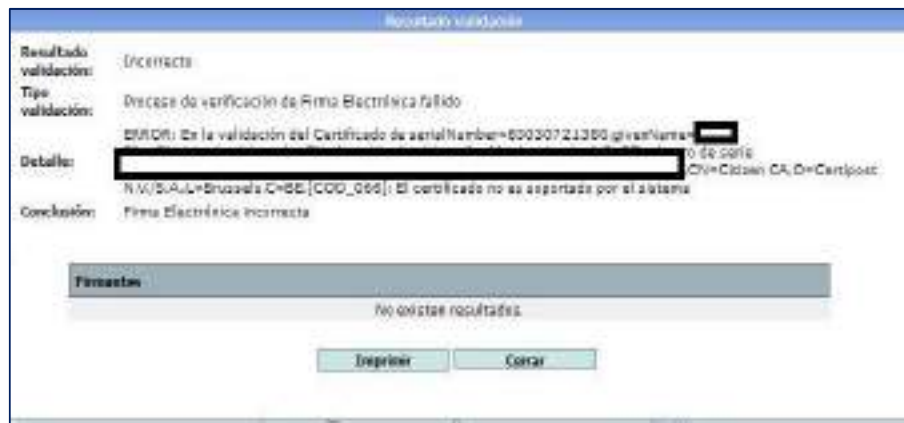 Resultado validación
Resultado validación: Incorrecto
Tipo validación: Proceso de verificación de Firma Electrónica fallido
ERROR: En la validación del Certificado de serialNumber= givenName=
Detalle: de serie
CN=Citizen CA,O=Certipost
N.V./S.A.,L=Brussels,C=BE.[COD_066]: El certificado no es soportado por el sistema
Conclusión: Firma Electrónica Incorrecta
Firmantes
No existen resultados
Imprimir Cerrar